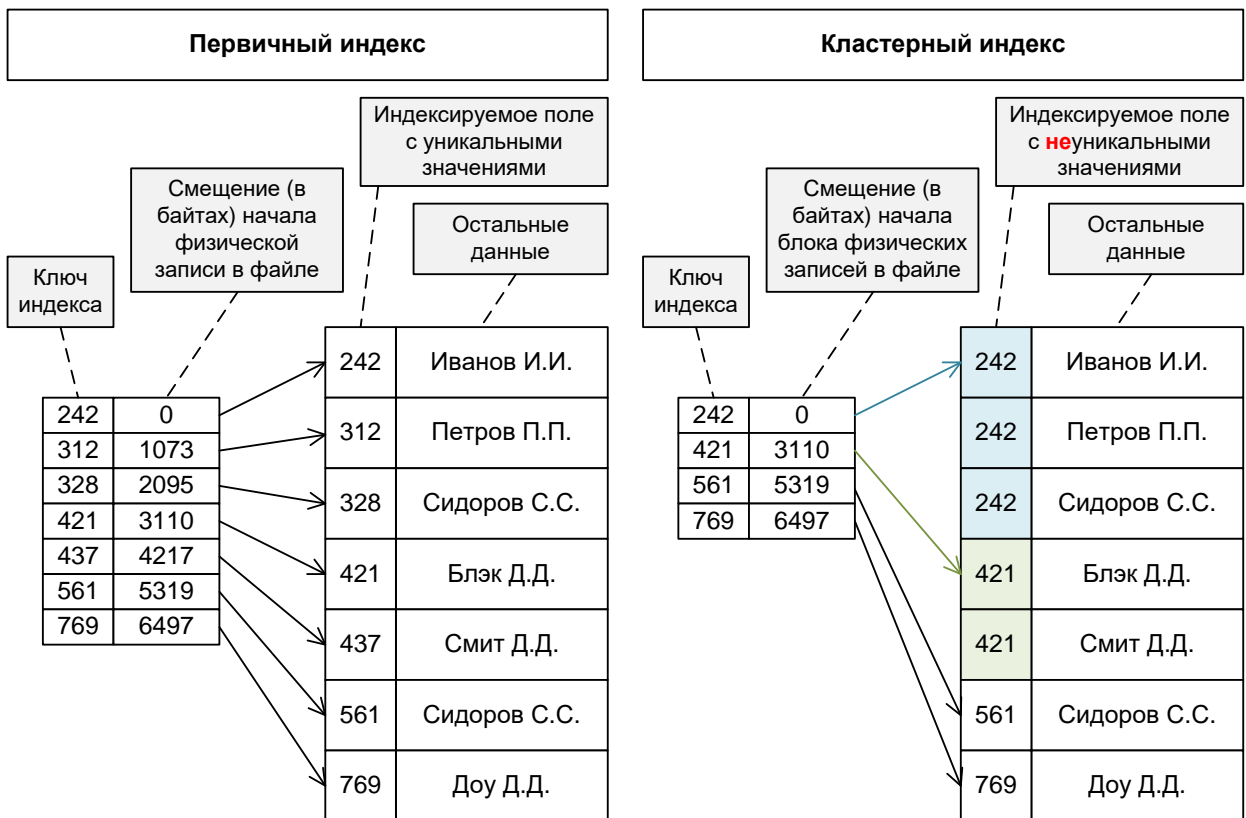 Первичный индекс
Индексируемое поле
с уникальными
значениями
Смещение (в
байтах) начала
физической
записи в файле
Остальные
данные
Ключ
индекса
242 0
312 1073
328 2095
421 3110
437 4217
561 5319
769 6497
242 Иванов И.И.
312 Петров П.П.
328 Сидоров С.С.
421 Блэк Д.Д.
437 Смит Д.Д.
561 Сидоров С.С.
769 Доу Д.Д.
Кластерный индекс
Индексируемое поле
с неуникальными
значениями
Смещение (в
байтах) начала
блока физических
записей в файле
Остальные
данные
Ключ
индекса
242 0
421 3110
561 5319
769 6497
242 Иванов И.И.
242 Петров П.П.
242 Сидоров С.С.
421 Блэк Д.Д.
421 Смит Д.Д.
561 Сидоров С.С.
769 Доу Д.Д.